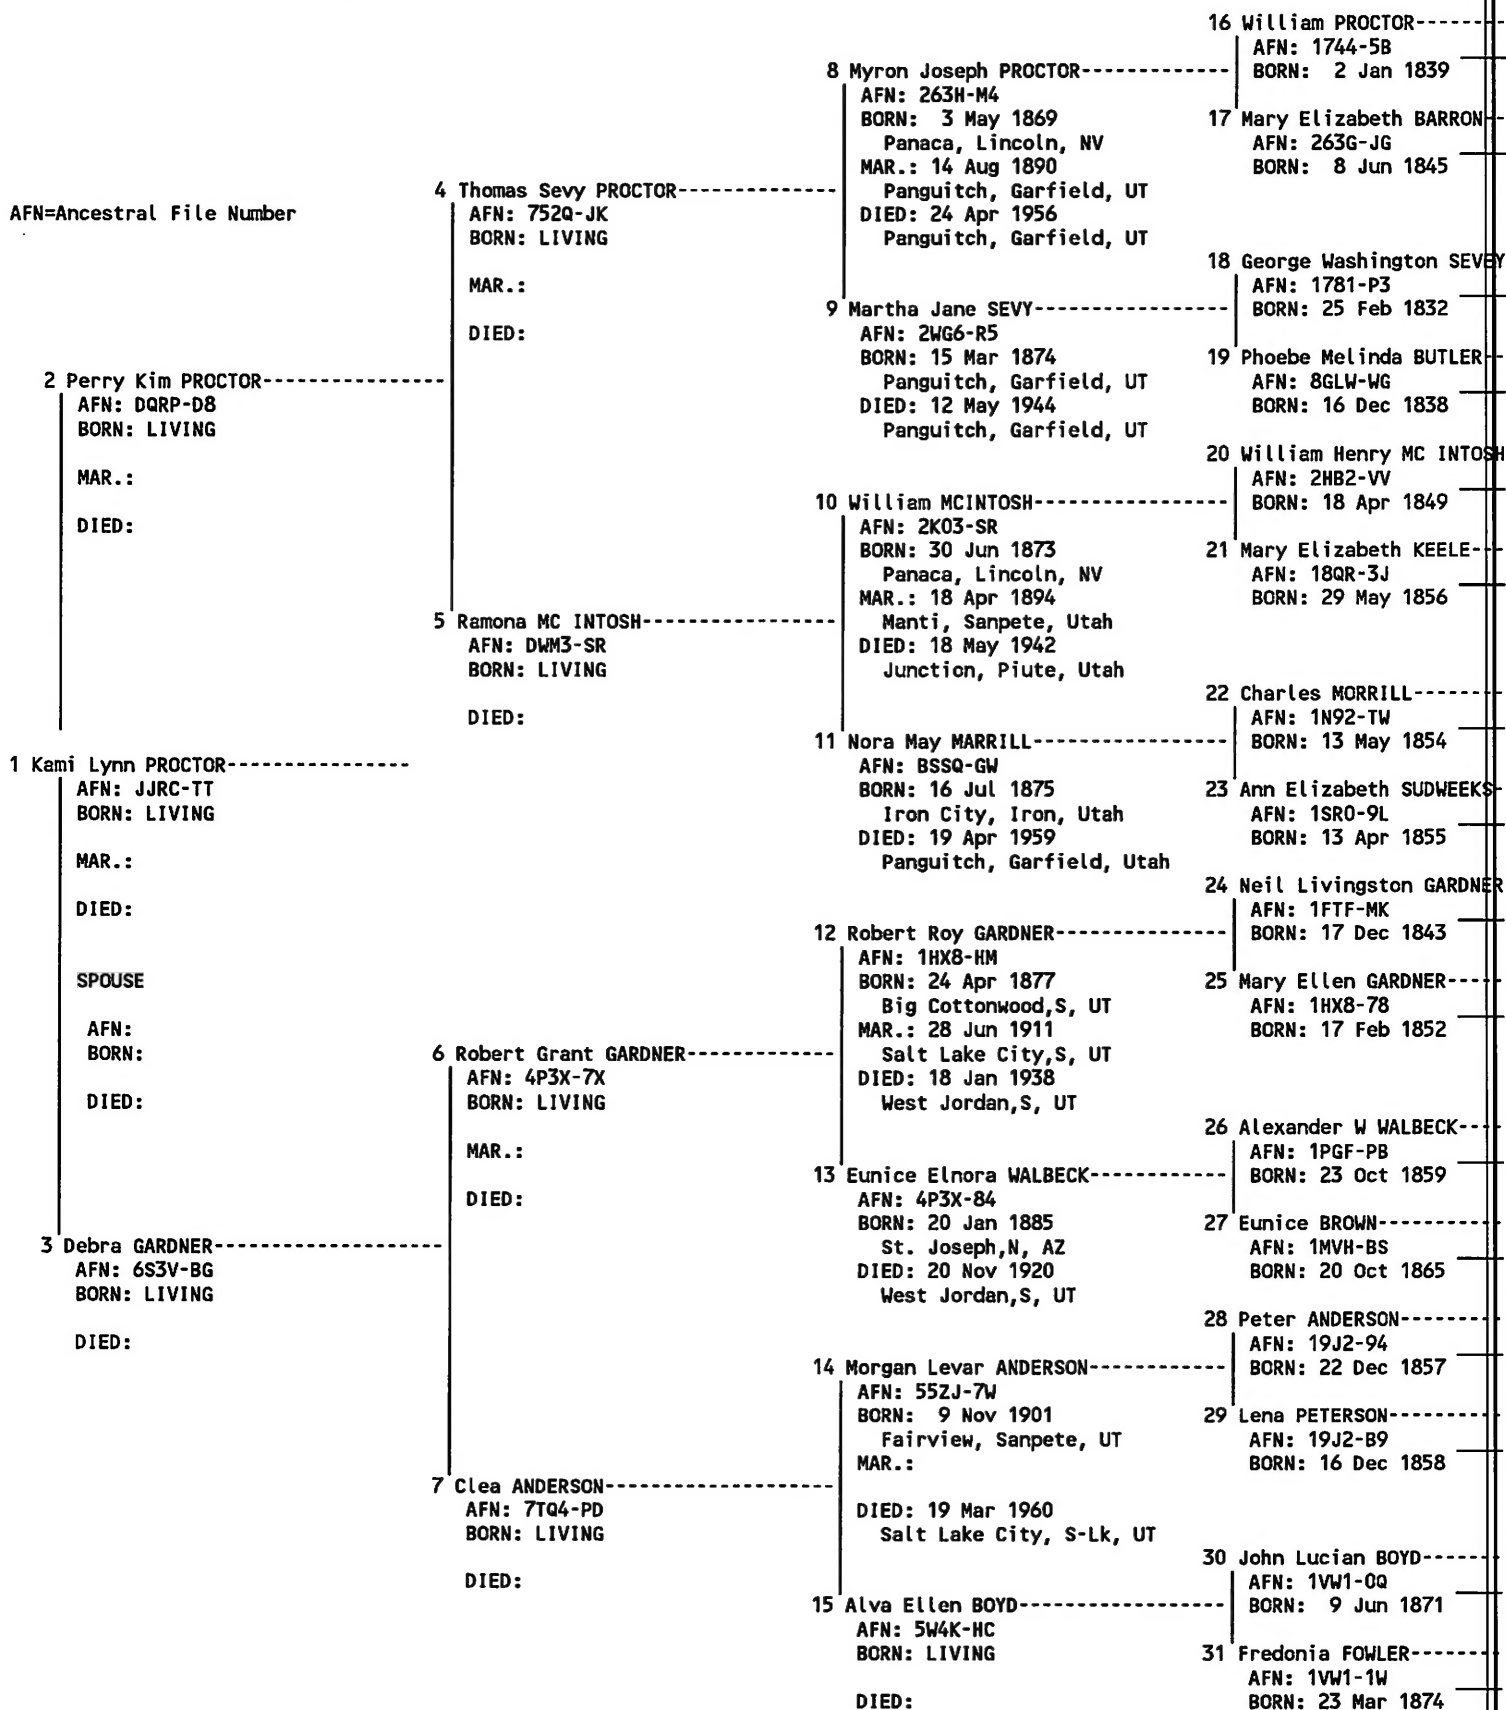 AFN=Ancestral File Number
1 Kami Lynn PROCTOR---------------
AFN: JJRC-TT
BORN: LIVING
MAR.:
DIED:
SPOUSE
AFN:
BORN:
DIED:
2 Perry Kim PROCTOR---------------
AFN: DQRP-D8
BORN: LIVING
MAR.:
DIED:
3 Debra GARDNER-------------------
AFN: 6S3V-BG
BORN: LIVING
DIED:
4 Thomas Sevy PROCTOR-------------
AFN: 752Q-JK
BORN: LIVING
MAR.:
DIED:
5 Ramona MC INTOSH----------------
AFN: DWM3-SR
BORN: LIVING
DIED:
6 Robert Grant GARDNER------------
AFN: 4P3X-7X
BORN: LIVING
MAR.:
DIED:
7 Clea ANDERSON-------------------
AFN: 7TQ4-PD
BORN: LIVING
DIED:
8 Myron Joseph PROCTOR------------
AFN: 263H-M4
BORN: 3 May 1869
Panaca, Lincoln, NV
MAR.: 14 Aug 1890
Panguitch, Garfield, UT
DIED: 24 Apr 1956
Panguitch, Garfield, UT
9 Martha Jane SEVY----------------
AFN: 2WG6-R5
BORN: 15 Mar 1874
Panguitch, Garfield, UT
DIED: 12 May 1944
Panguitch, Garfield, UT
10 William MCINTOSH----------------
AFN: 2K03-SR
BORN: 30 Jun 1873
Panaca, Lincoln, NV
MAR.: 18 Apr 1894
Manti, Sanpete, Utah
DIED: 18 May 1942
Junction, Piute, Utah
11 Nora May MARRILL----------------
AFN: BSSQ-GW
BORN: 16 Jul 1875
Iron City, Iron, Utah
DIED: 19 Apr 1959
Panguitch, Garfield, Utah
12 Robert Roy GARDNER--------------
AFN: 1HX8-HM
BORN: 24 Apr 1877
Big Cottonwood,S, UT
MAR.: 28 Jun 1911
Salt Lake City,S, UT
DIED: 18 Jan 1938
West Jordan,S, UT
13 Eunice Elnora WALBECK-----------
AFN: 4P3X-84
BORN: 20 Jan 1885
St. Joseph,N, AZ
DIED: 20 Nov 1920
West Jordan,S, UT
14 Morgan Levar ANDERSON-----------
AFN: 55ZJ-7W
BORN: 9 Nov 1901
Fairview, Sanpete, UT
MAR.:
DIED: 19 Mar 1960
Salt Lake City, S-Lk, UT
15 Alva Ellen BOYD-----------------
AFN: 5W4K-HC
BORN: LIVING
DIED:
16 William PROCTOR-------
AFN: 1744-5B
BORN: 2 Jan 1839
17 Mary Elizabeth BARRON--
AFN: 263G-JG
BORN: 8 Jun 1845
18 George Washington SEVEY
AFN: 1781-P3
BORN: 25 Feb 1832
19 Phoebe Melinda BUTLER--
AFN: 8GLW-WG
BORN: 16 Dec 1838
20 William Henry MC INTOSH
AFN: 2HB2-VV
BORN: 18 Apr 1849
21 Mary Elizabeth KEELE---
AFN: 18QR-3J
BORN: 29 May 1856
22 Charles MORRILL-------
AFN: 1N92-TW
BORN: 13 May 1854
23 Ann Elizabeth SUDWEEKS-
AFN: 1SR0-9L
BORN: 13 Apr 1855
24 Neil Livingston GARDNER
AFN: 1FTF-MK
BORN: 17 Dec 1843
25 Mary Ellen GARDNER-----
AFN: 1HX8-78
BORN: 17 Feb 1852
26 Alexander W WALBECK----
AFN: 1PGF-PB
BORN: 23 Oct 1859
27 Eunice BROWN----------
AFN: 1MVH-BS
BORN: 20 Oct 1865
28 Peter ANDERSON--------
AFN: 19J2-94
BORN: 22 Dec 1857
29 Lena PETERSON---------
AFN: 19J2-B9
BORN: 16 Dec 1858
30 John Lucian BOYD-------
AFN: 1VW1-0Q
BORN: 9 Jun 1871
31 Fredonia FOWLER-------
AFN: 1VW1-1W
BORN: 23 Mar 1874